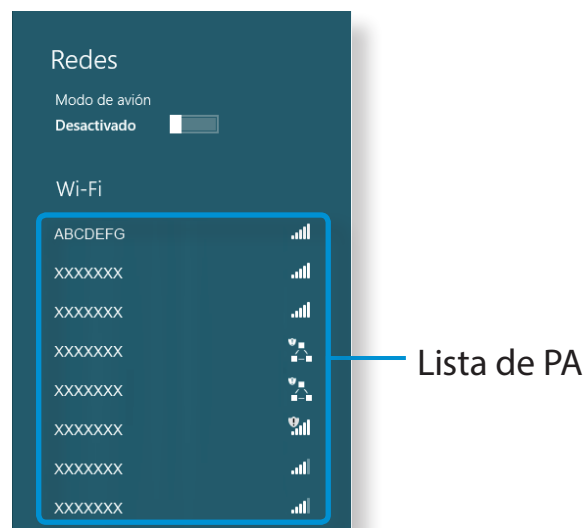 Redes
Modo de avión
Desactivado
Wi-Fi
ABCDEFG
XXXXXXX
XXXXXXX
XXXXXXX
XXXXXXX
XXXXXXX
XXXXXXX
XXXXXXX
Lista de PA